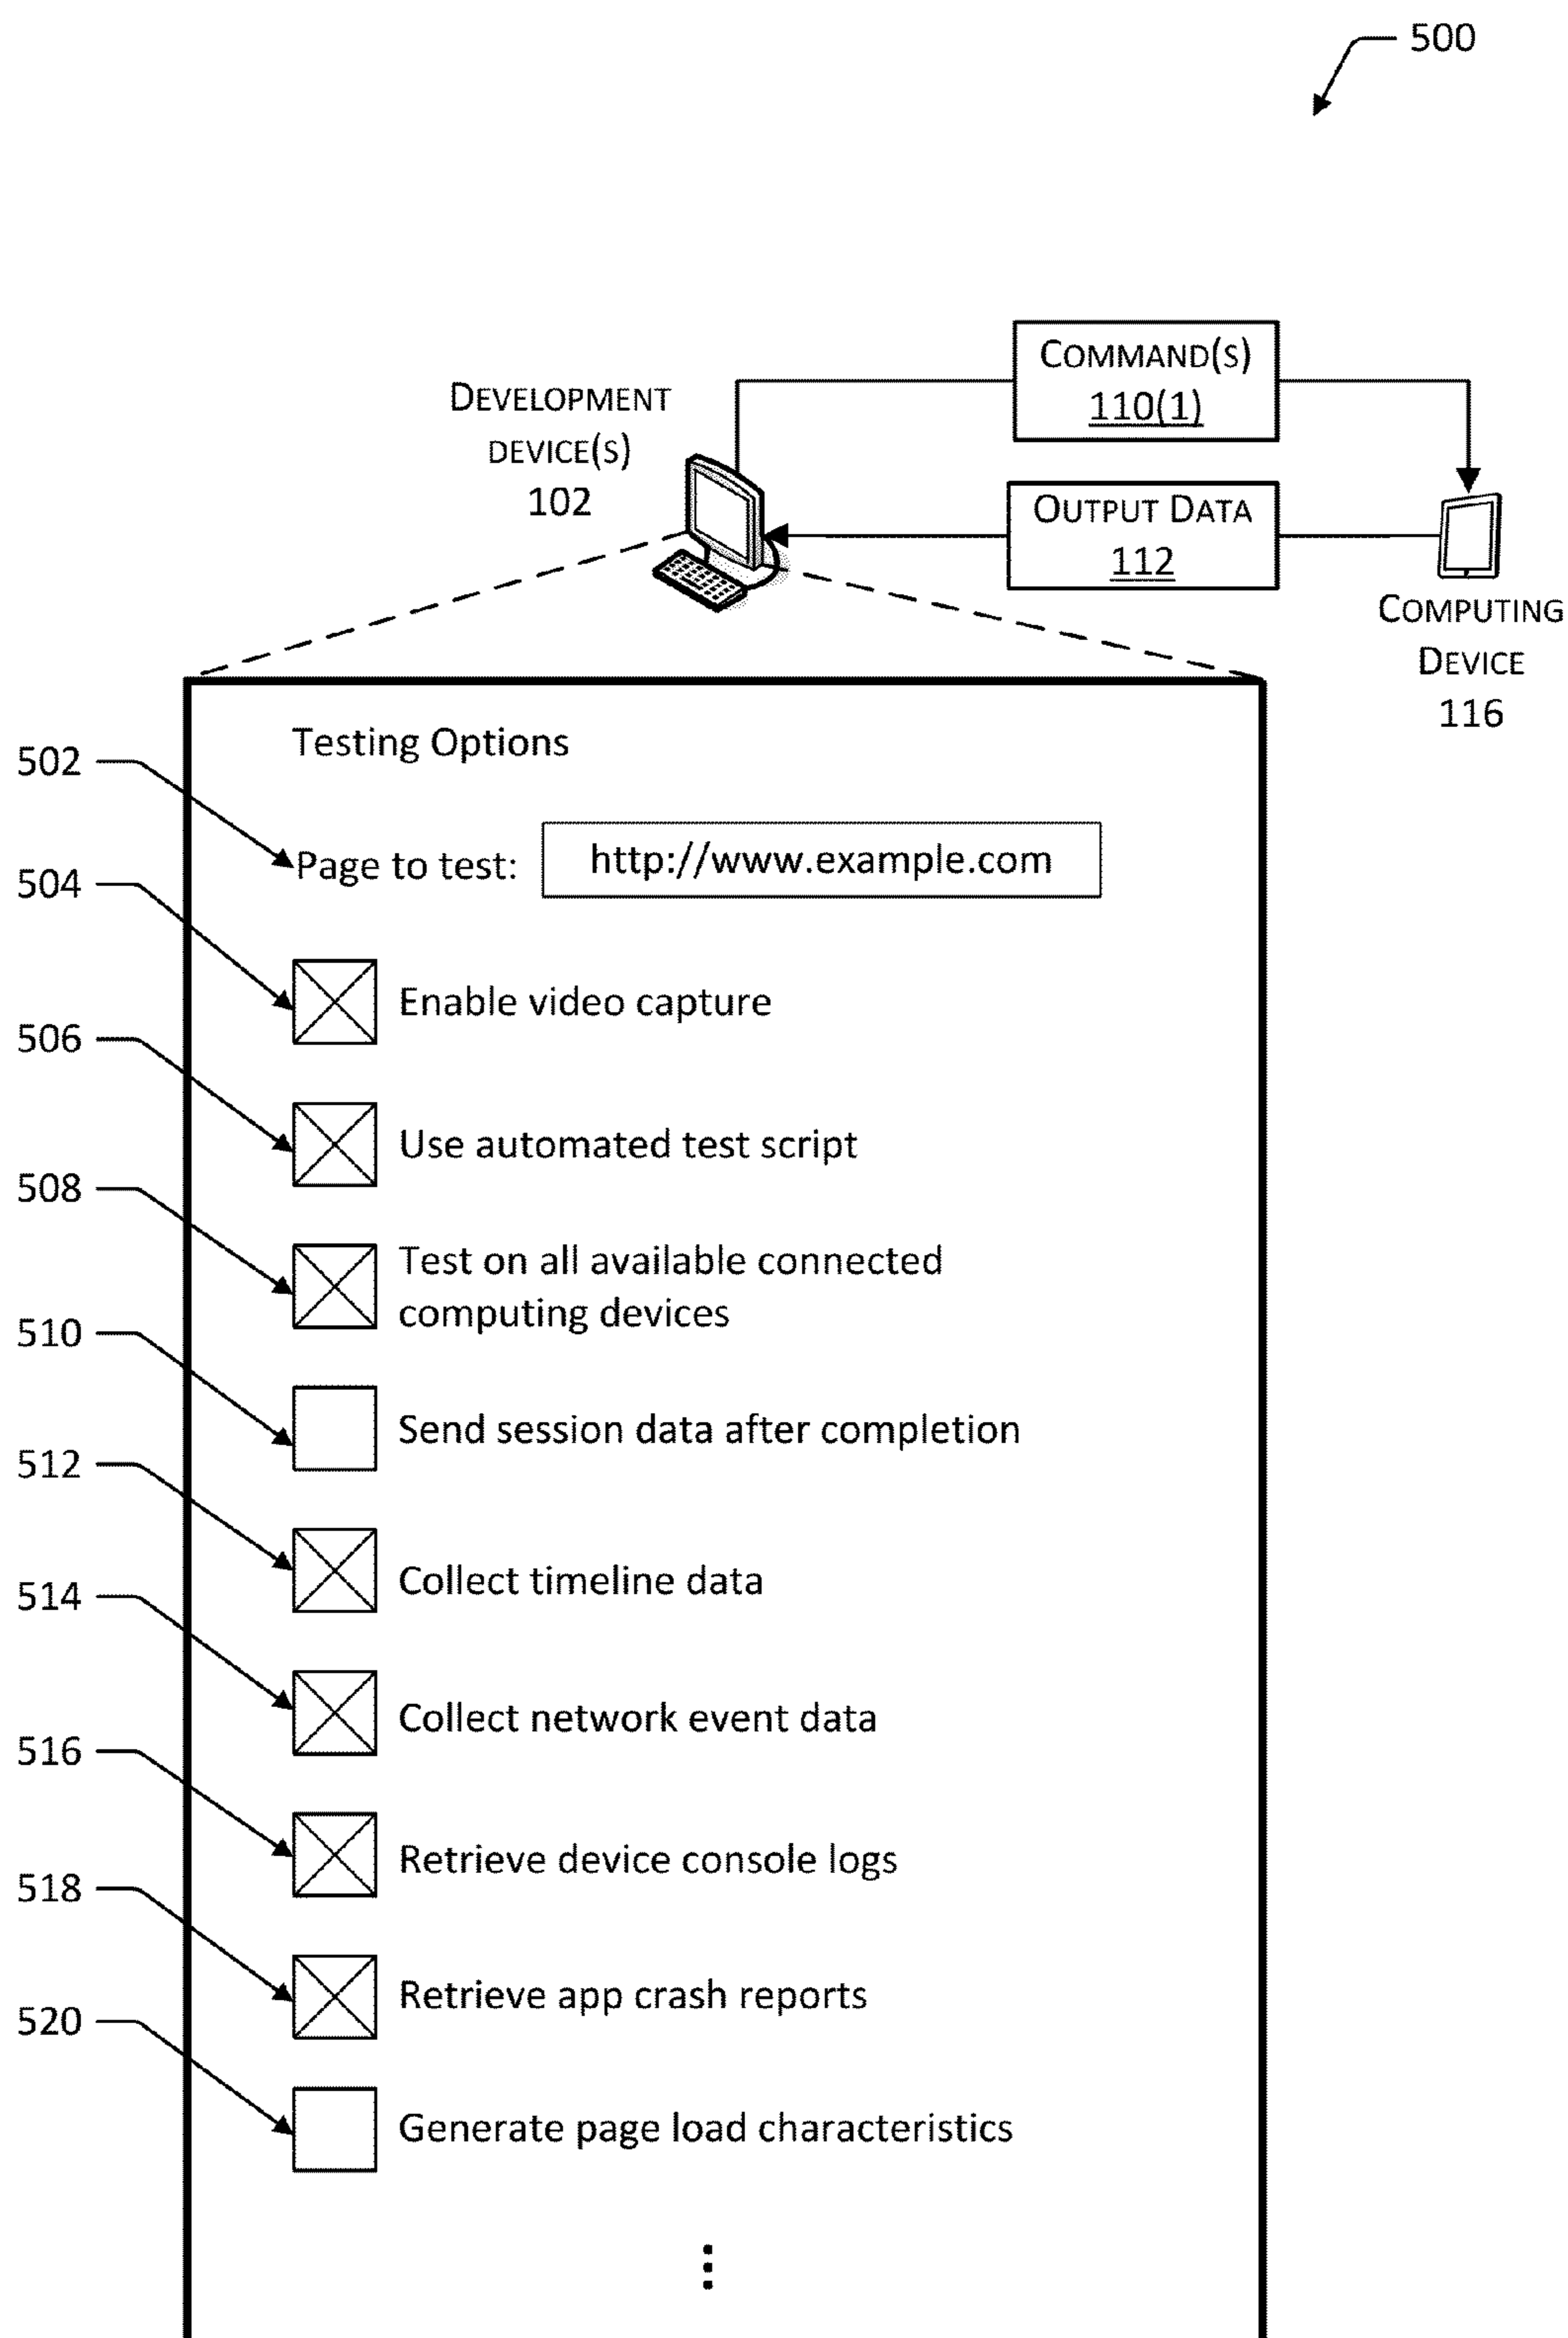 500
COMMAND(S)
110(1)
DEVELOPMENT
DEVICE(S)
102
OUTPUT DATA
112
COMPUTING
DEVICE
116
Testing Options
502
Page to test:
http://www.example.com
504
Enable video capture
506
Use automated test script
508
Test on all available connected
computing devices
510
Send session data after completion
512
Collect timeline data
514
Collect network event data
516
Retrieve device console logs
518
Retrieve app crash reports
520
Generate page load characteristics